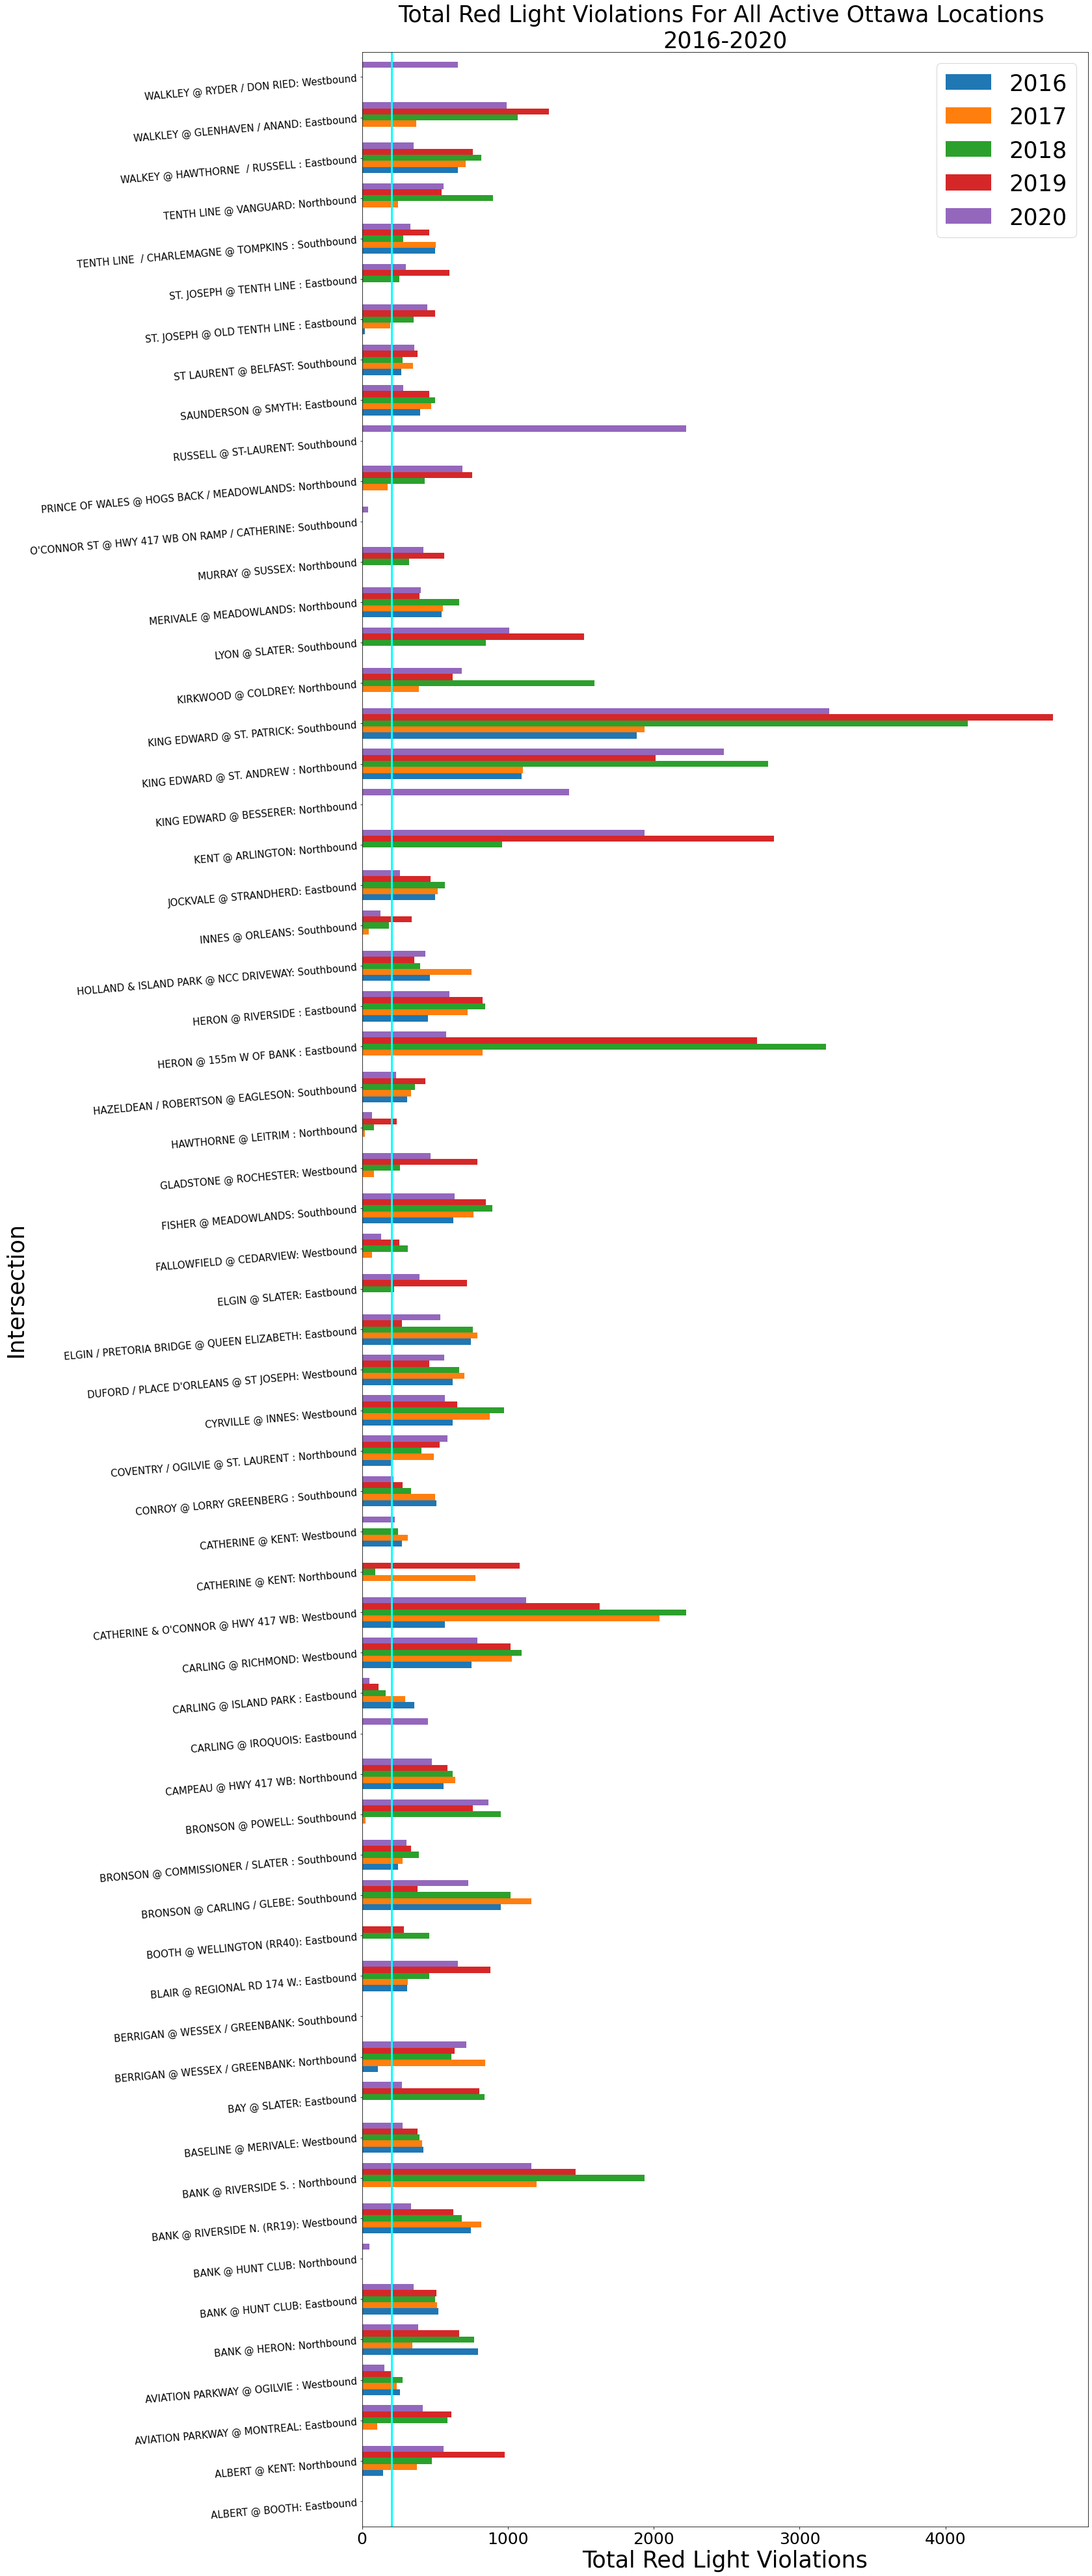 Total Red Light Violations For All Active Ottawa Locations
2016-2020
2016
2017
2018
2019
2020
WALKLEY @ RYDER / DON RIED: Westbound
WALKLEY @ GLENHAVEN / ANAND: Eastbound
WALKEY @ HAWTHORNE  / RUSSELL : Eastbound
TENTH LINE @ VANGUARD: Northbound
TENTH LINE  / CHARLEMAGNE @ TOMPKINS : Southbound
ST. JOSEPH @ TENTH LINE : Eastbound
ST. JOSEPH @ OLD TENTH LINE : Eastbound
ST LAURENT @ BELFAST: Southbound
SAUNDERSON @ SMYTH: Eastbound
RUSSELL @ ST-LAURENT: Southbound
PRINCE OF WALES @ HOGS BACK / MEADOWLANDS: Northbound
O'CONNOR ST @ HWY 417 WB ON RAMP / CATHERINE: Southbound
MURRAY @ SUSSEX: Northbound
MERIVALE @ MEADOWLANDS: Northbound
LYON @ SLATER: Southbound
KIRKWOOD @ COLDREY: Northbound
KING EDWARD @ ST. PATRICK: Southbound
KING EDWARD @ ST. ANDREW : Northbound
KING EDWARD @ BESSERER: Northbound
KENT @ ARLINGTON: Northbound
JOCKVALE @ STRANDHERD: Eastbound
INNES @ ORLEANS: Southbound
HOLLAND & ISLAND PARK @ NCC DRIVEWAY: Southbound
HERON @ RIVERSIDE : Eastbound
HERON @ 155m W OF BANK : Eastbound
HAZELDEAN / ROBERTSON @ EAGLESON: Southbound
HAWTHORNE @ LEITRIM : Northbound
GLADSTONE @ ROCHESTER: Westbound
FISHER @ MEADOWLANDS: Southbound
FALLOWFIELD @ CEDARVIEW: Westbound
ELGIN @ SLATER: Eastbound
ELGIN / PRETORIA BRIDGE @ QUEEN ELIZABETH: Eastbound
DUFORD / PLACE D'ORLEANS @ ST JOSEPH: Westbound
CYRVILLE @ INNES: Westbound
COVENTRY / OGILVIE @ ST. LAURENT : Northbound
CONROY @ LORRY GREENBERG : Southbound
CATHERINE @ KENT: Westbound
CATHERINE @ KENT: Northbound
CATHERINE & O'CONNOR @ HWY 417 WB: Westbound
CARLING @ RICHMOND: Westbound
CARLING @ ISLAND PARK : Eastbound
CARLING @ IROQUOIS: Eastbound
CAMPEAU @ HWY 417 WB: Northbound
BRONSON @ POWELL: Southbound
BRONSON @ COMMISSIONER / SLATER : Southbound
BRONSON @ CARLING / GLEBE: Southbound
BOOTH @ WELLINGTON (RR40): Eastbound
BLAIR @ REGIONAL RD 174 W.: Eastbound
BERRIGAN @ WESSEX / GREENBANK: Southbound
BERRIGAN @ WESSEX / GREENBANK: Northbound
BAY @ SLATER: Eastbound
BASELINE @ MERIVALE: Westbound
BANK @ RIVERSIDE S. : Northbound
BANK @ RIVERSIDE N. (RR19): Westbound
BANK @ HUNT CLUB: Northbound
BANK @ HUNT CLUB: Eastbound
BANK @ HERON: Northbound
AVIATION PARKWAY @ OGILVIE : Westbound
AVIATION PARKWAY @ MONTREAL: Eastbound
ALBERT @ KENT: Northbound
ALBERT @ BOOTH: Eastbound
Intersection
0 1000 2000 3000 4000
Total Red Light Violations